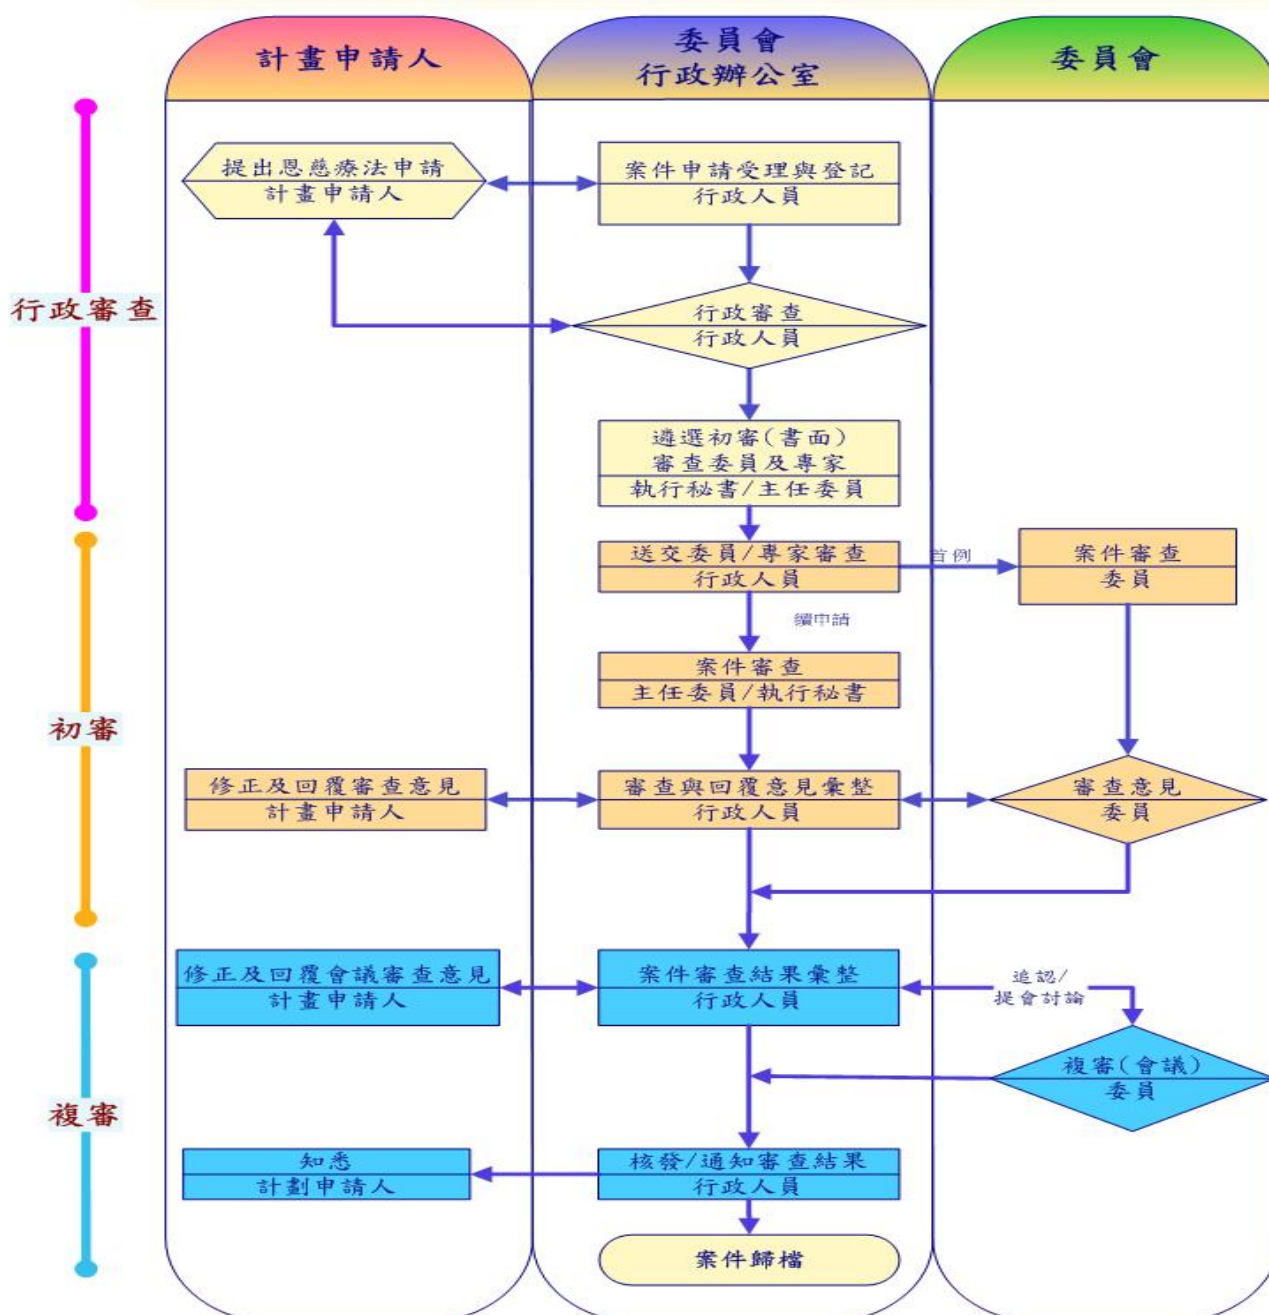 計畫申請人
委員會
行政辦公室
委員會
提出恩慈療法申請
計畫申請人
案件申請受理與登記
行政人員
行政審查
行政審查
行政人員
遴選初審(書面)
審查委員及專家
執行秘書/主任委員
送交委員/專家審查
行政人員
首例
案件審查
委員
續申請
案件審查
主任委員/執行秘書
初審
修正及回覆審查意見
計畫申請人
審查與回覆意見彙整
行政人員
審查意見
委員
修正及回覆會議審查意見
計畫申請人
案件審查結果彙整
行政人員
追認/
提會討論
複審(會議)
委員
複審
知悉
計劃申請人
核發/通知審查結果
行政人員
案件歸檔